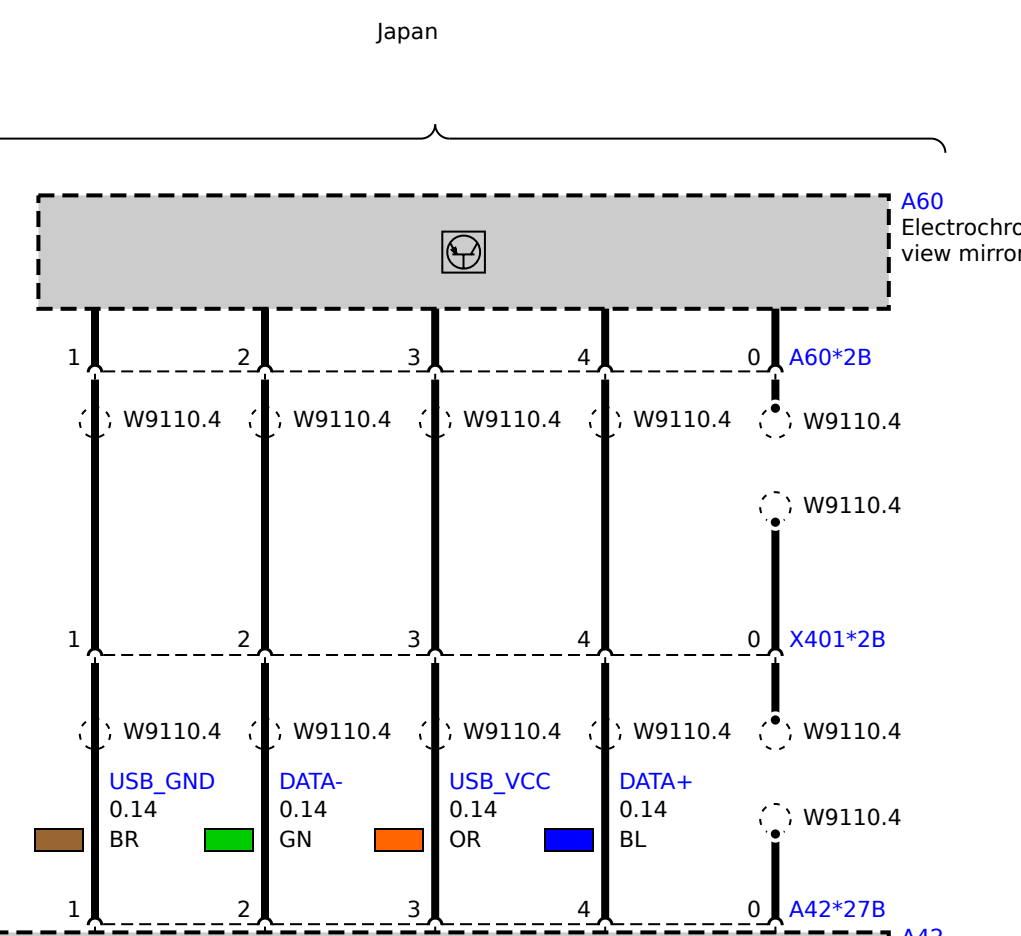 Japan
A60
Electrochro
view mirror
1 2 3 4 0 A60*2B
W9110.4 W9110.4 W9110.4 W9110.4 W9110.4
W9110.4
1 2 3 4 0 X401*2B
W9110.4 W9110.4 W9110.4 W9110.4 W9110.4
USB_GND DATA- USB_VCC DATA+
0.14 0.14 0.14 0.14 W9110.4
BR GN OR BL
1 2 3 4 0 A42*27B
A42